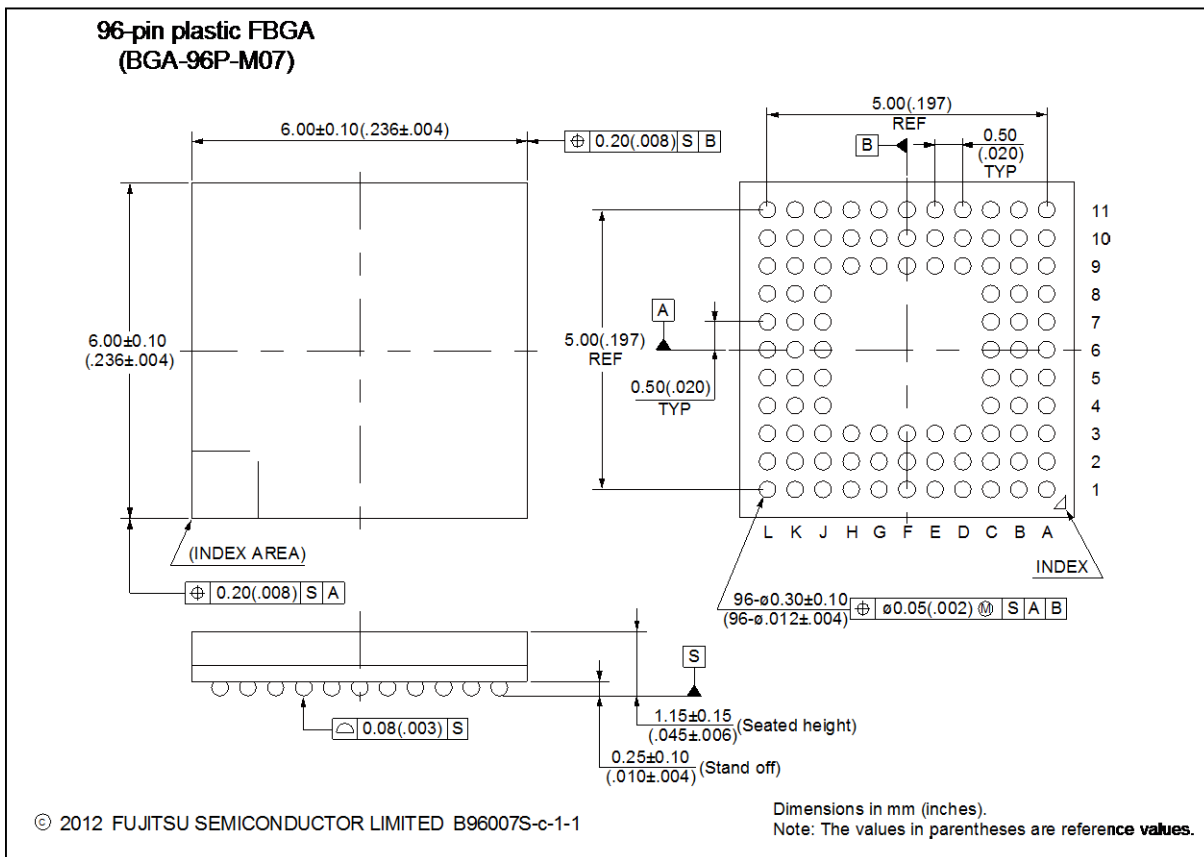 96-pin plastic FBGA
(BGA-96P-M07)
6.00±0.10(.236±.004)
⌖ 0.20(.008) S B
6.00±0.10
(.236±.004)
(INDEX AREA)
⌖ 0.20(.008) S A
5.00(.197)
REF
B
0.50
(.020)
TYP
A
5.00(.197)
REF
0.50(.020)
TYP
11
10
9
8
7
6
5
4
3
2
1
L K J H G F E D C B A
INDEX
96-ø0.30±0.10
(96-ø.012±.004)
⌖ ø0.05(.002) Ⓜ S A B
S
⌓ 0.08(.003) S
1.15±0.15
(.045±.006)
(Seated height)
0.25±0.10
(.010±.004)
(Stand off)
© 2012 FUJITSU SEMICONDUCTOR LIMITED B96007S-c-1-1
Dimensions in mm (inches).
Note: The values in parentheses are reference values.